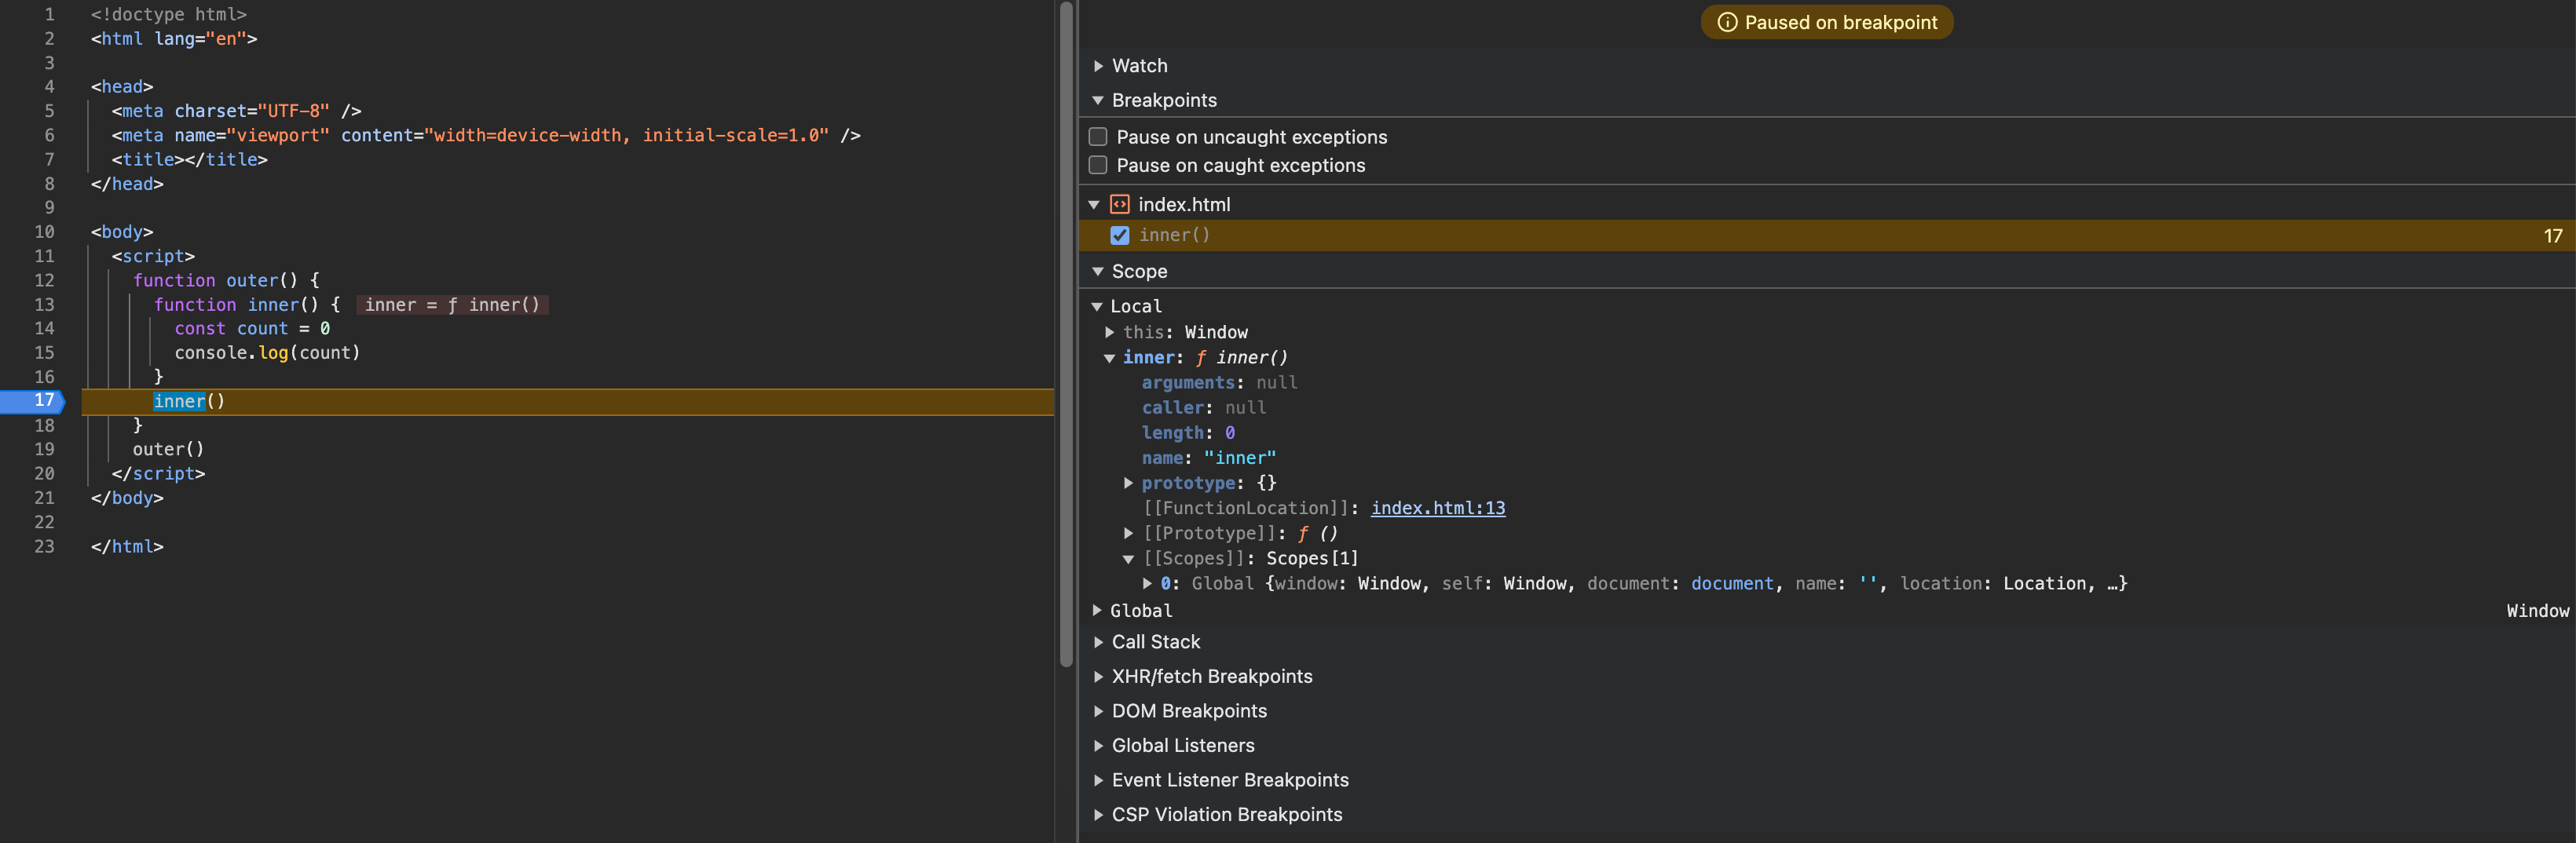 1 <!doctype html>
2 <html lang="en">
3
4 <head>
5 <meta charset="UTF-8" />
6 <meta name="viewport" content="width=device-width, initial-scale=1.0" />
7 <title></title>
8 </head>
9
10 <body>
11 <script>
12 function outer() {
13 function inner() { inner = ƒ inner()
14 const count = 0
15 console.log(count)
16 }
17 inner()
18 }
19 outer()
20 </script>
21 </body>
22
23 </html>
Paused on breakpoint
Watch
Breakpoints
Pause on uncaught exceptions
Pause on caught exceptions
index.html
inner() 17
Scope
Local
this: Window
inner: ƒ inner()
arguments: null
caller: null
length: 0
name: "inner"
prototype: {}
[[FunctionLocation]]: index.html:13
[[Prototype]]: ƒ ()
[[Scopes]]: Scopes[1]
0: Global {window: Window, self: Window, document: document, name: '', location: Location, …}
Global Window
Call Stack
XHR/fetch Breakpoints
DOM Breakpoints
Global Listeners
Event Listener Breakpoints
CSP Violation Breakpoints